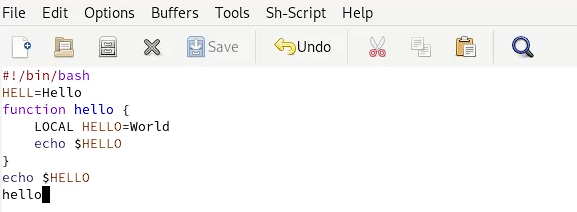 File Edit Options Buffers Tools Sh-Script Help
Save Undo
#!/bin/bash
HELL=Hello
function hello {
    LOCAL HELLO=World
    echo $HELLO
}
echo $HELLO
hello